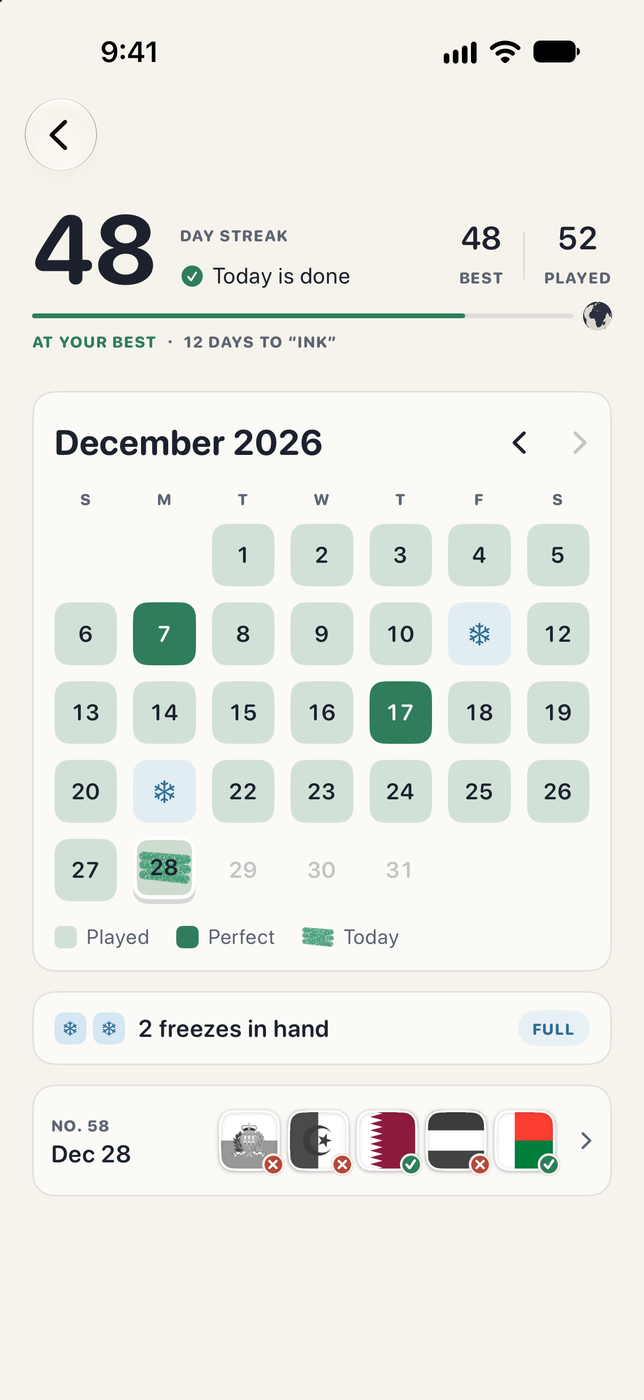 9:41
48
DAY STREAK
Today is done
48
BEST
52
PLAYED
AT YOUR BEST · 12 DAYS TO "INK"
December 2026
S M T W T F S
1 2 3 4 5
6 7 8 9 10 12
13 14 15 16 17 18 19
20 22 23 24 25 26
27 28 29 30 31
Played Perfect Today
2 freezes in hand FULL
NO. 58
Dec 28